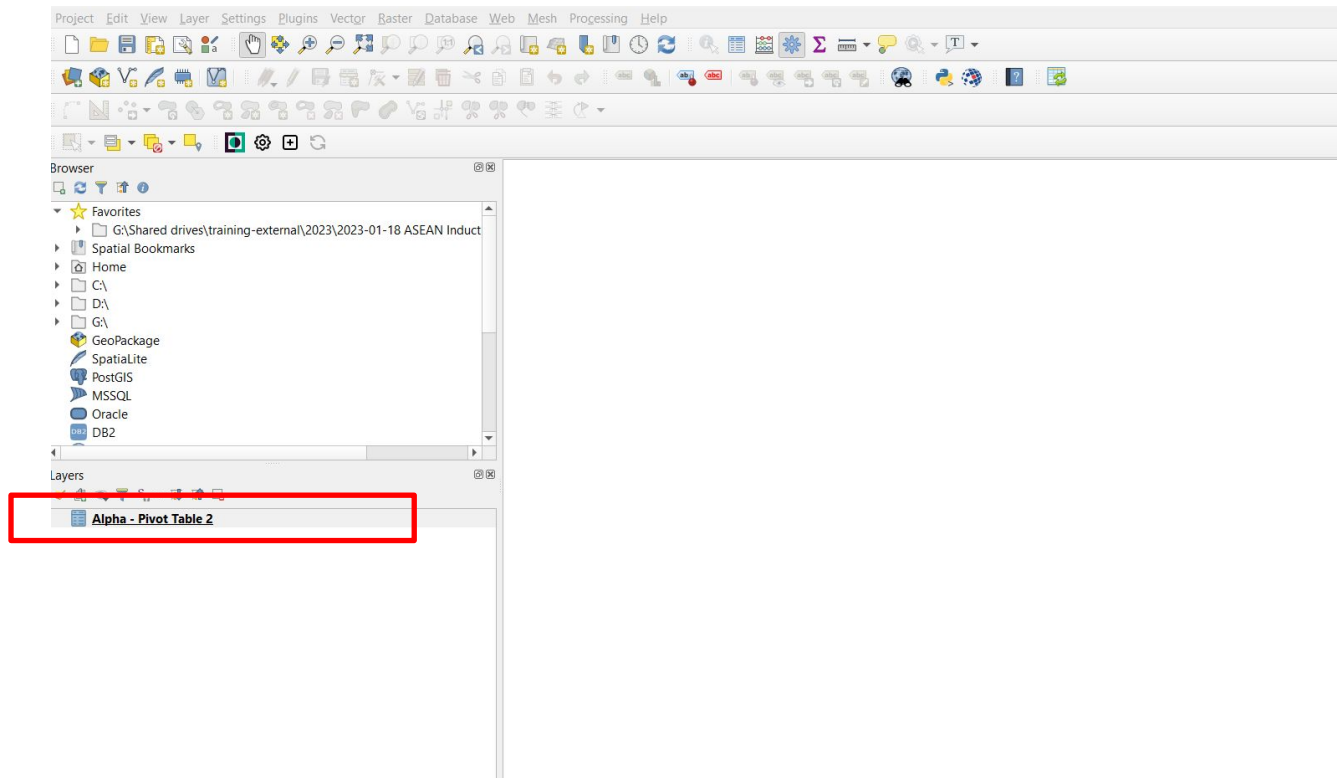 Project Edit View Layer Settings Plugins Vector Raster Database Web Mesh Processing Help
Browser
Favorites
G:\Shared drives\training-external\2023\2023-01-18 ASEAN Induct
Spatial Bookmarks
Home
C:\
D:\
G:\
GeoPackage
SpatiaLite
PostGIS
MSSQL
Oracle
DB2
Layers
Alpha - Pivot Table 2